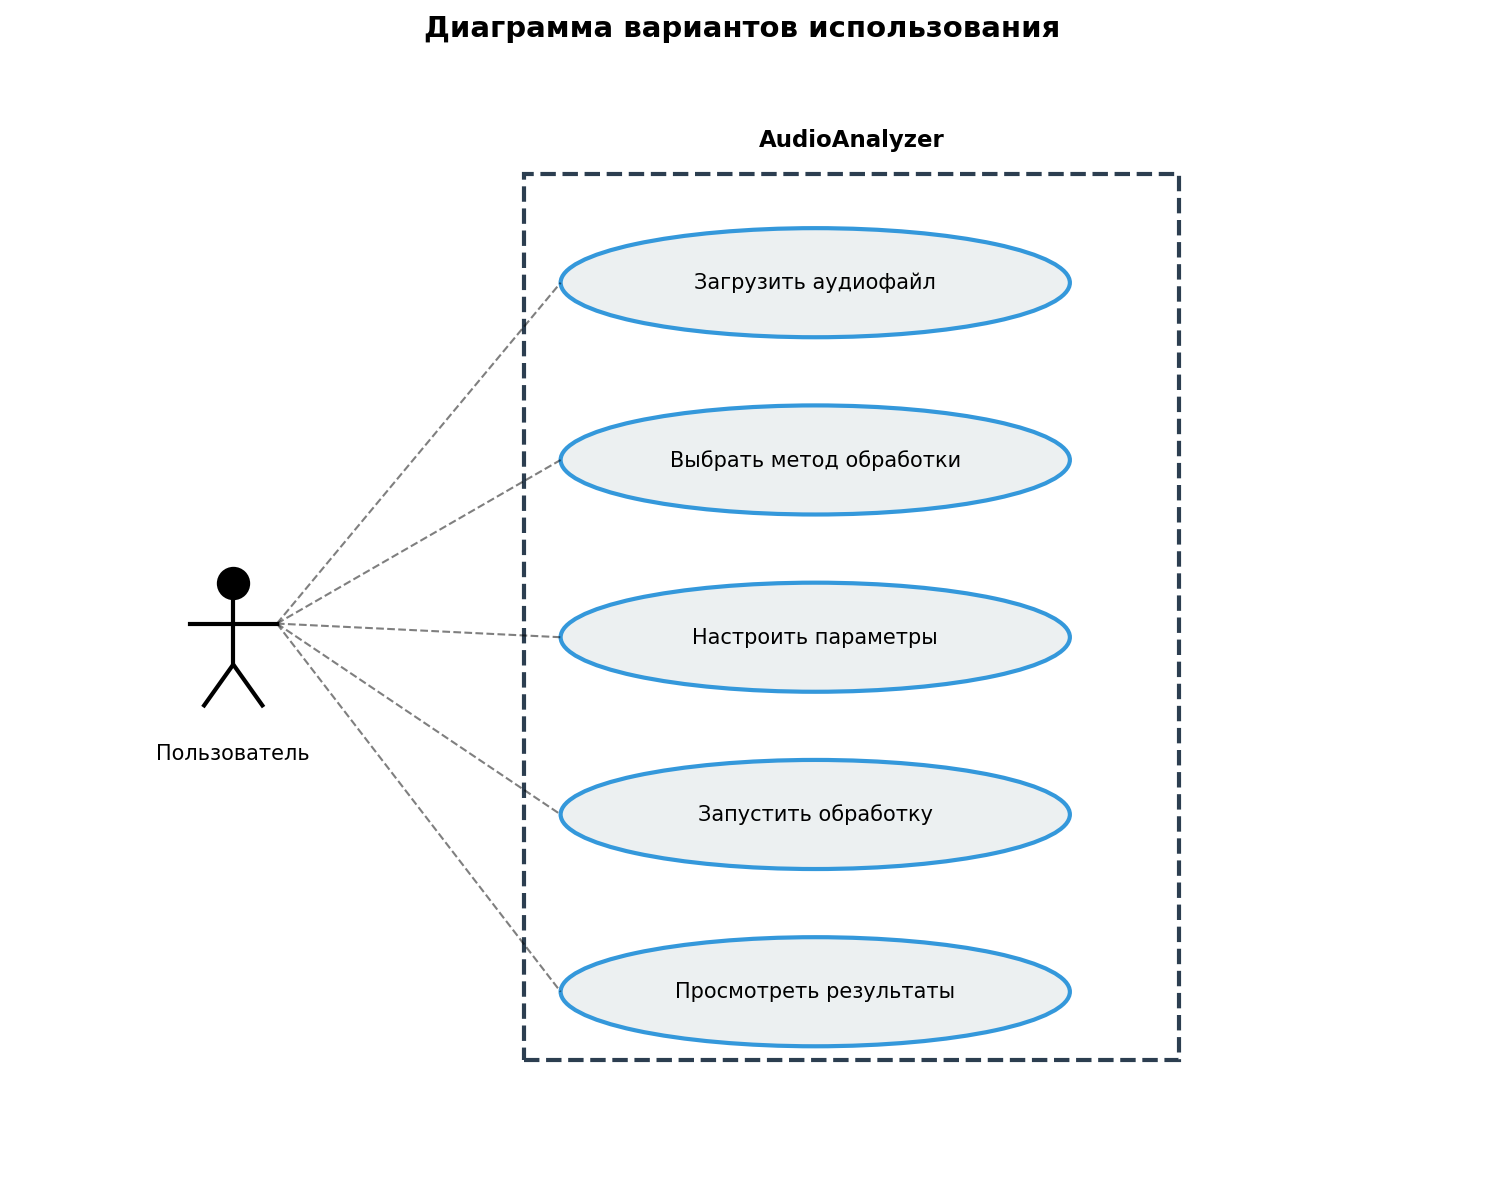 Диаграмма вариантов использования
AudioAnalyzer
Загрузить аудиофайл
Выбрать метод обработки
Настроить параметры
Пользователь
Запустить обработку
Просмотреть результаты